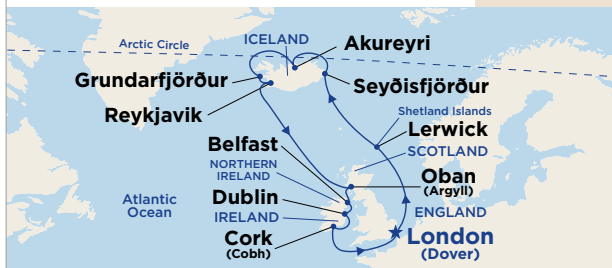 Arctic Circle
ICELAND
Akureyri
Grundarfjörður
Seyðisfjörður
Reykjavik
Shetland Islands
Lerwick
Belfast
SCOTLAND
NORTHERN
IRELAND
Oban
(Argyll)
Atlantic
Ocean
Dublin
IRELAND
ENGLAND
Cork
(Cobh)
London
(Dover)